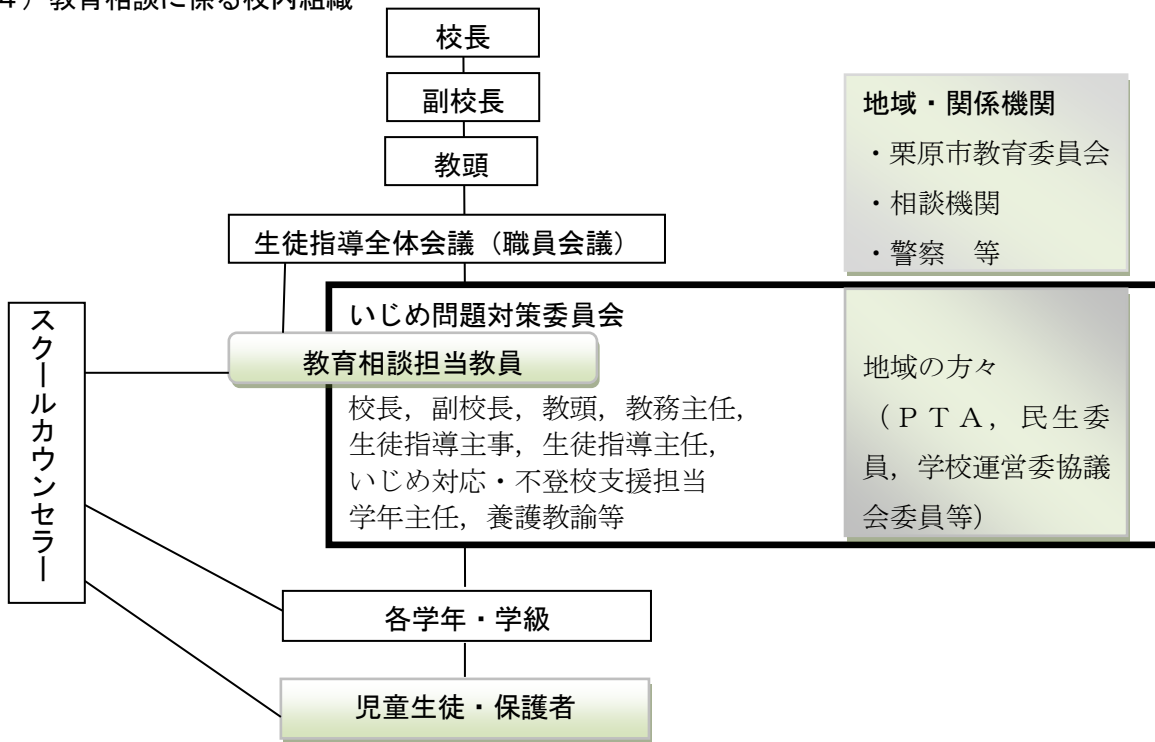 ４）教育相談に係る校内組織
校長
副校長
教頭
生徒指導全体会議（職員会議）
地域・関係機関
・栗原市教育委員会
・相談機関
・警察　等
スクールカウンセラー
いじめ問題対策委員会
教育相談担当教員
校長，副校長，教頭，教務主任，
生徒指導主事，生徒指導主任，
いじめ対応・不登校支援担当
学年主任，養護教諭等
地域の方々
（ＰＴＡ，民生委
員，学校運営委協議
会委員等）
各学年・学級
児童生徒・保護者